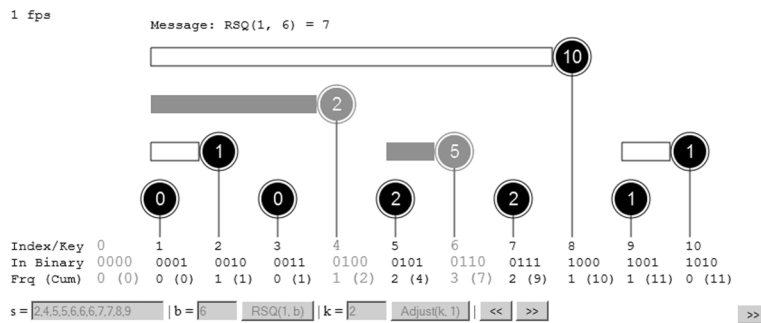 1 fps
Message: RSQ(1, 6) = 7
10
2
1 5 1
0 0 2 2 1
Index/Key 0 1 2 3 4 5 6 7 8 9 10
In Binary 0000 0001 0010 0011 0100 0101 0110 0111 1000 1001 1010
Frq (Cum) 0 (0) 0 (0) 1 (1) 0 (1) 1 (2) 2 (4) 3 (7) 2 (9) 1 (10) 1 (11) 0 (11)
s = 2,4,5,5,6,6,6,7,7,8,9 | b = 6 RSQ(1, b) | k = 2 Adjust(k, 1) | << >> >>